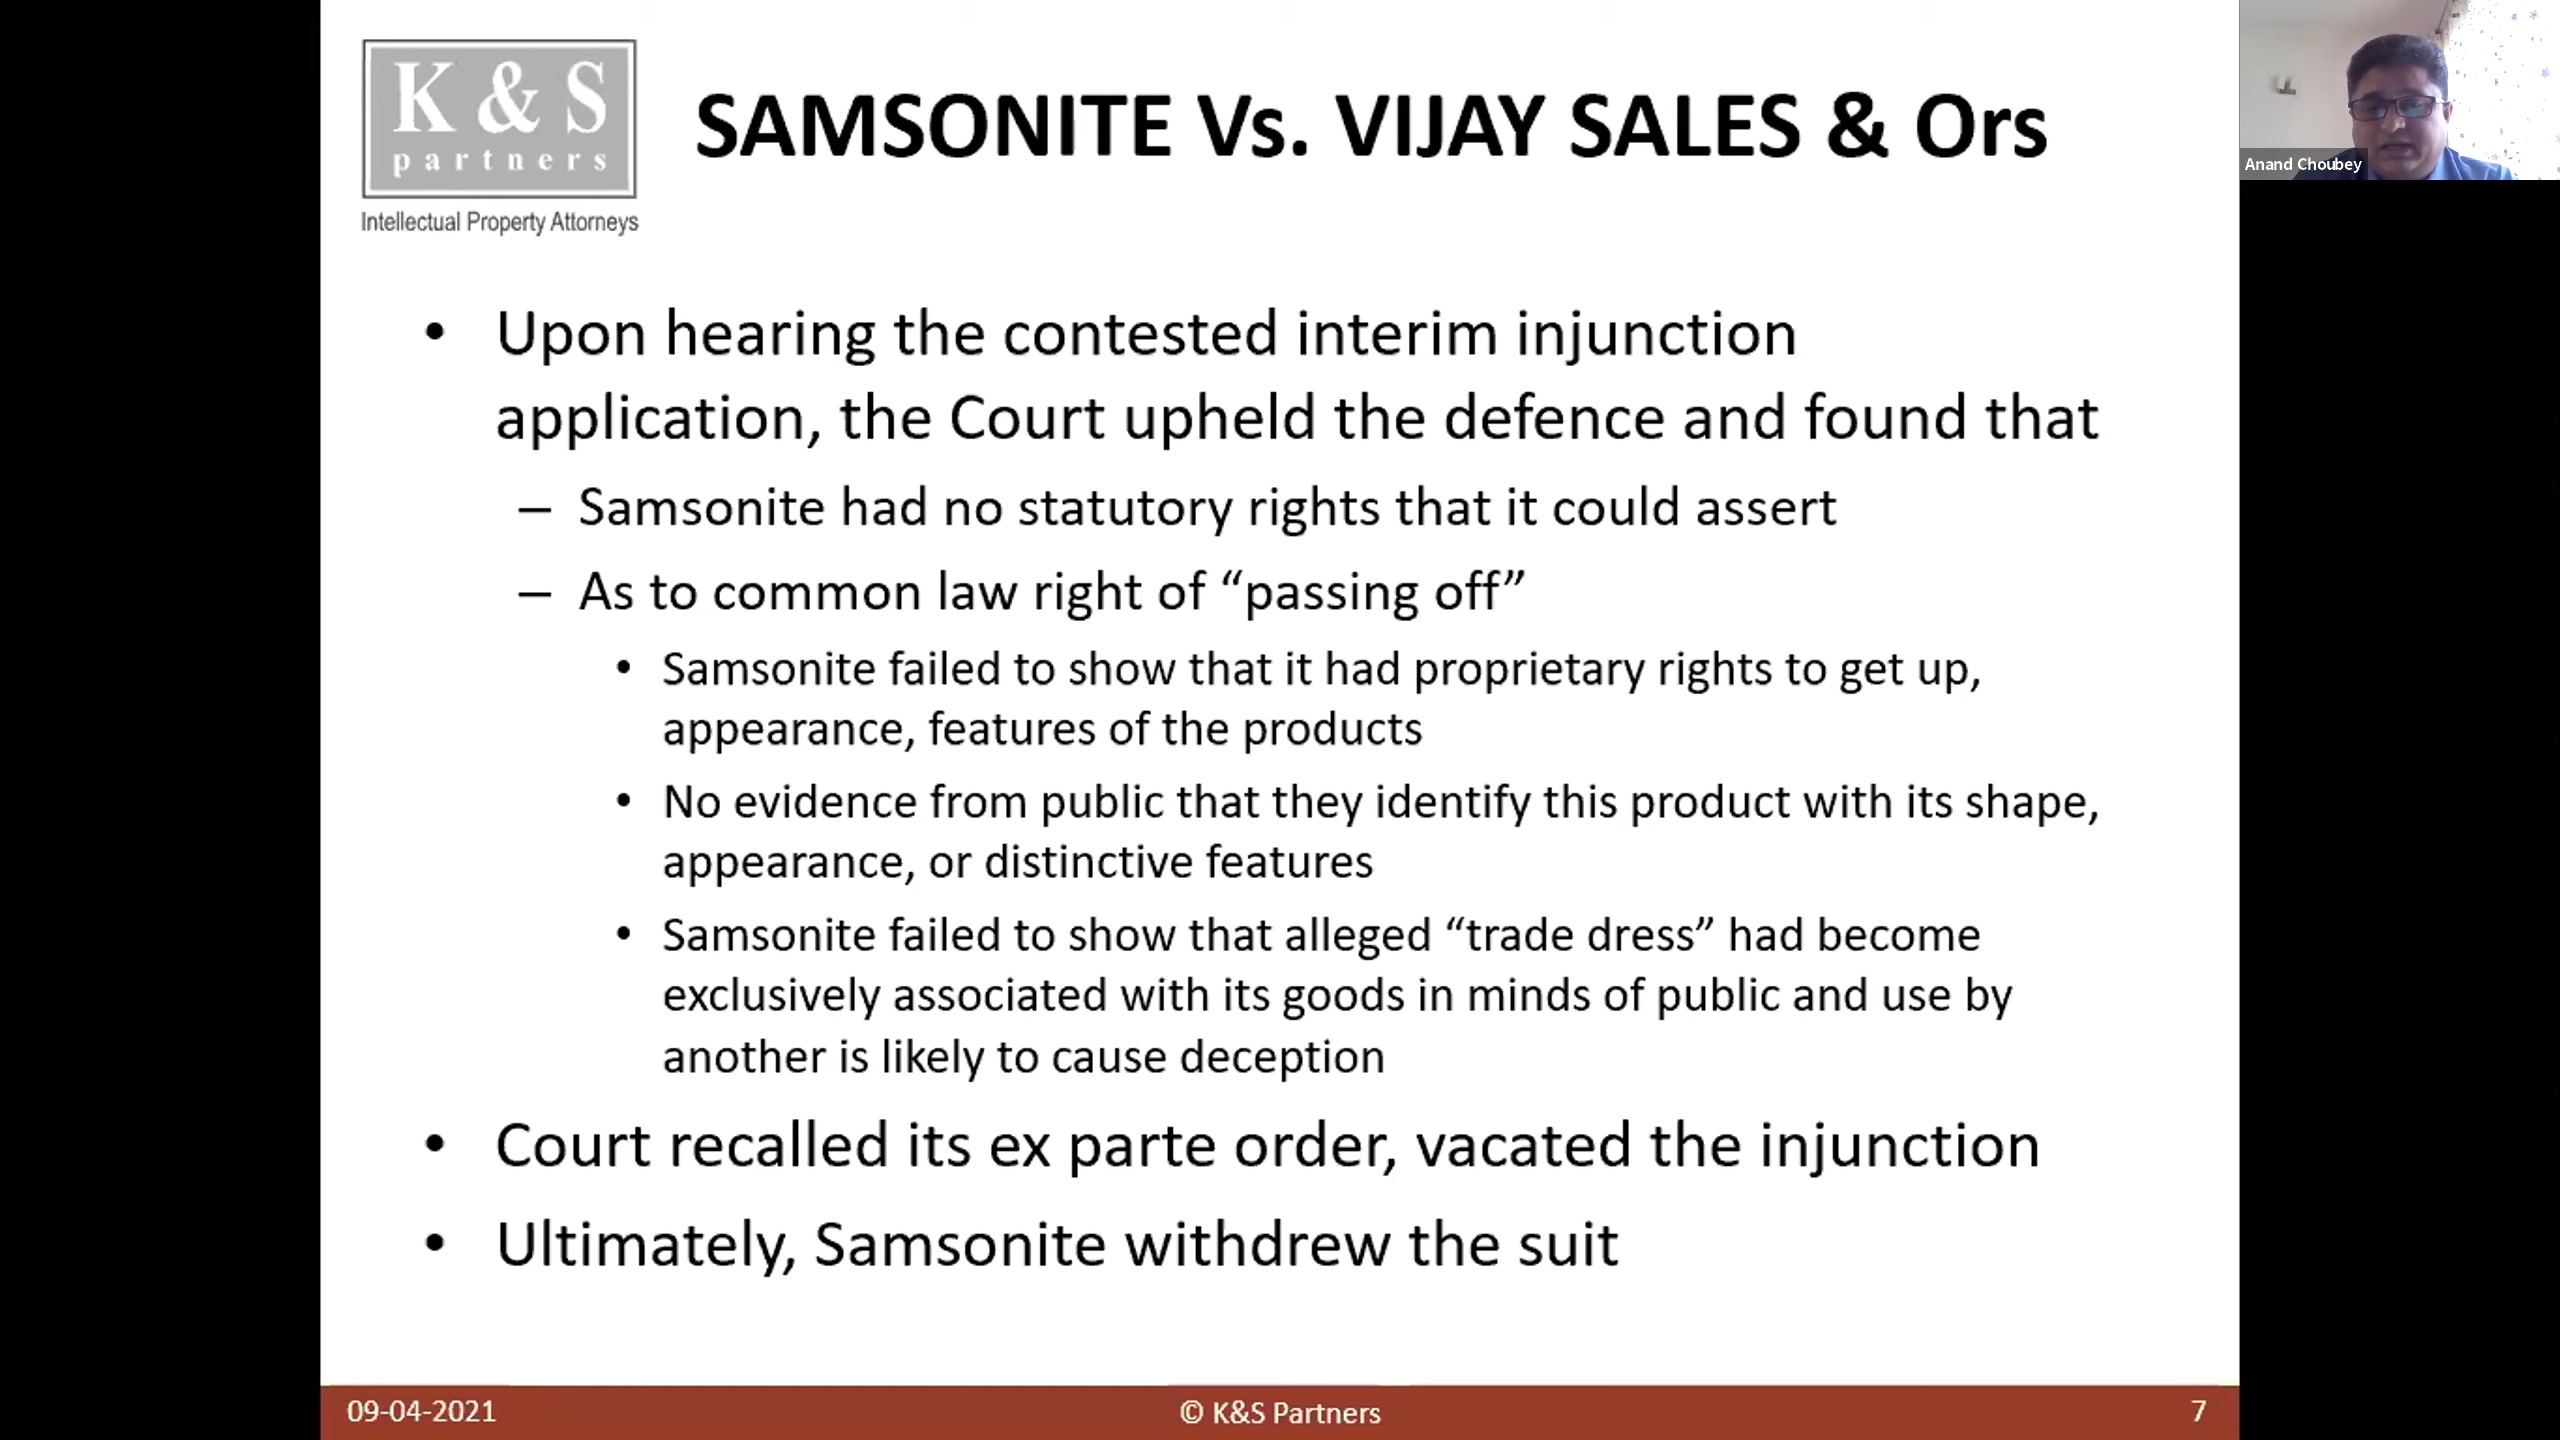 K & S
partners
Intellectual Property Attorneys
SAMSONITE Vs. VIJAY SALES & Ors
Anand Choubey
• Upon hearing the contested interim injunction
application, the Court upheld the defence and found that
– Samsonite had no statutory rights that it could assert
– As to common law right of “passing off”
• Samsonite failed to show that it had proprietary rights to get up,
appearance, features of the products
• No evidence from public that they identify this product with its shape,
appearance, or distinctive features
• Samsonite failed to show that alleged “trade dress” had become
exclusively associated with its goods in minds of public and use by
another is likely to cause deception
• Court recalled its ex parte order, vacated the injunction
• Ultimately, Samsonite withdrew the suit
09-04-2021
© K&S Partners
7